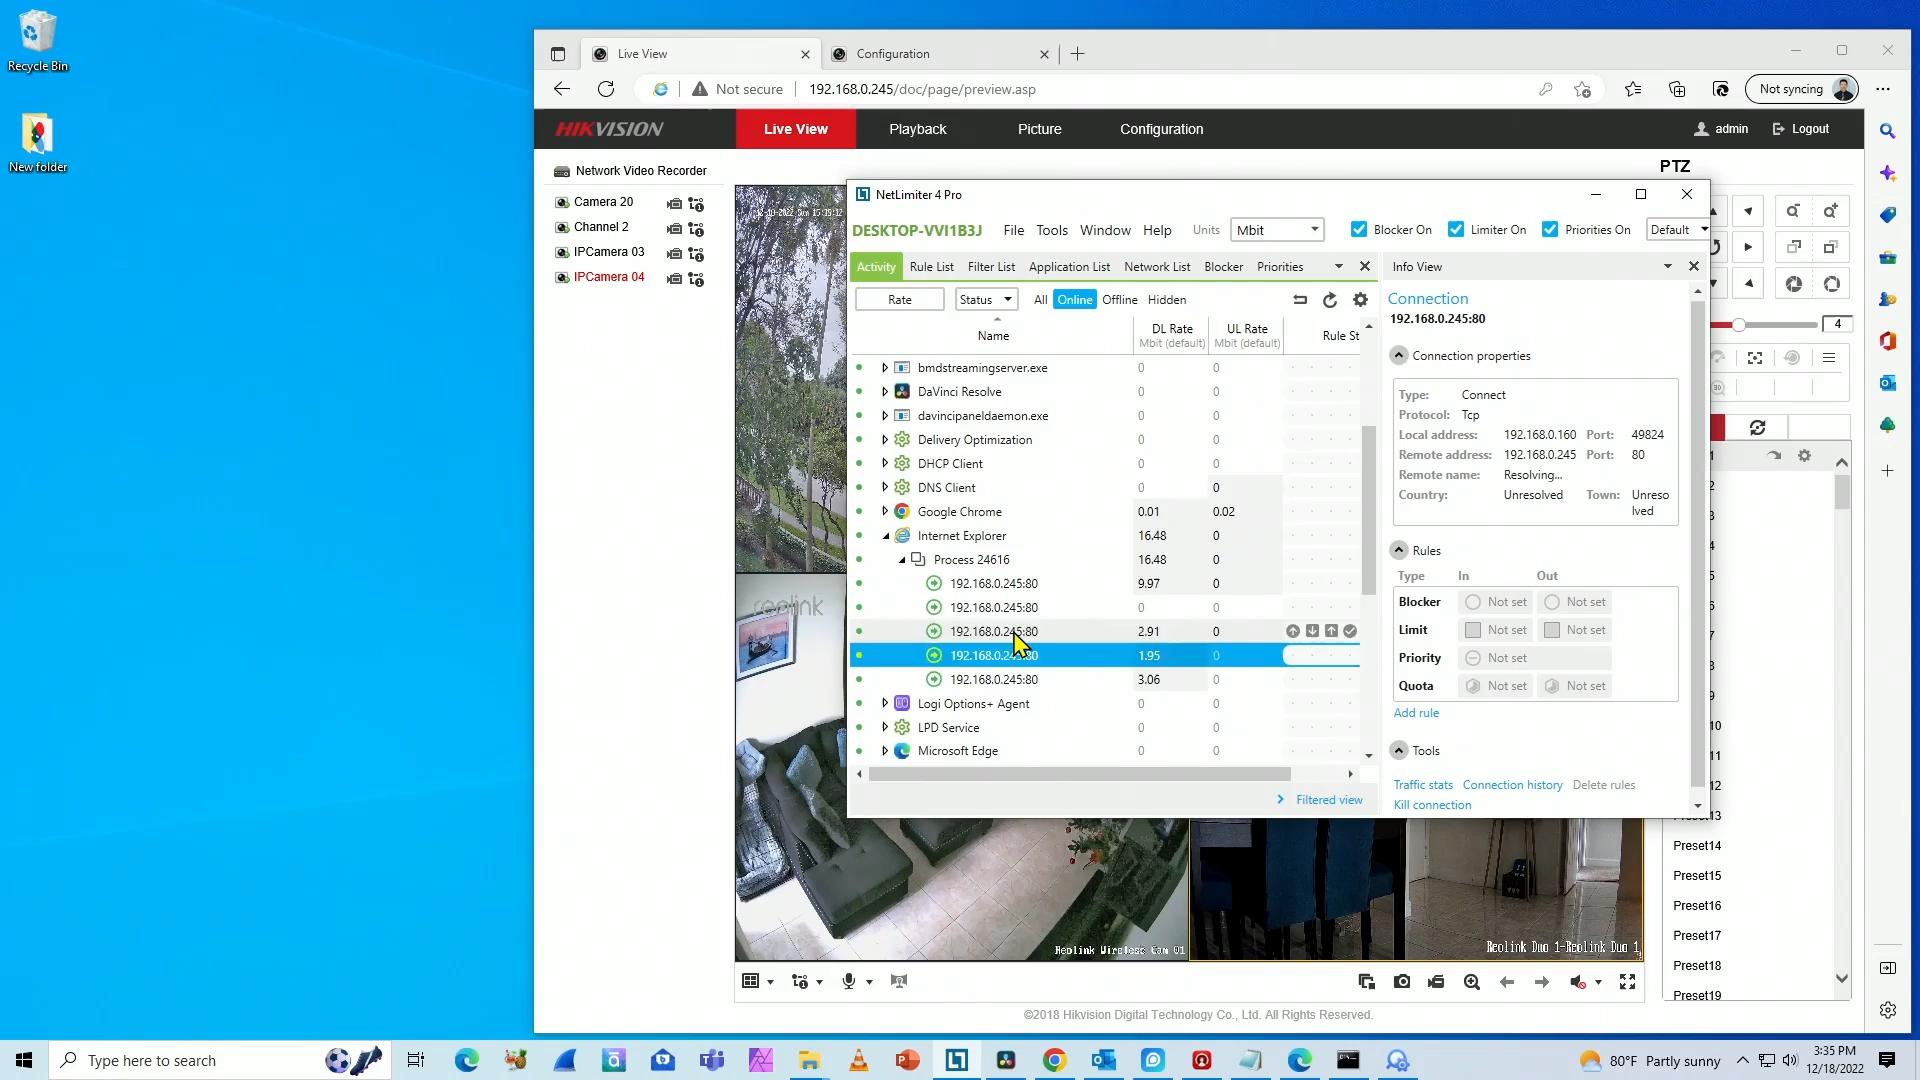 Recycle Bin
New folder
Live View
Configuration
Not secure
192.168.0.245/doc/page/preview.asp
Not syncing
HIKVISION
Live View
Playback
Picture
Configuration
admin
Logout
Network Video Recorder
Camera 20
Channel 2
IPCamera 03
IPCamera 04
PTZ
4
NetLimiter 4 Pro
DESKTOP-VVI1B3J
File
Tools
Window
Help
Units
Mbit
Blocker On
Limiter On
Priorities On
Default
Activity
Rule List
Filter List
Application List
Network List
Blocker
Priorities
Info View
Rate
Status
All
Online
Offline
Hidden
Name
DL Rate
Mbit (default)
UL Rate
Mbit (default)
Rule St
bmdstreamingserver.exe 0 0
DaVinci Resolve 0 0
davincipaneldaemon.exe 0 0
Delivery Optimization 0 0
DHCP Client 0 0
DNS Client 0 0
Google Chrome 0.01 0.02
Internet Explorer 16.48 0
Process 24616 16.48 0
192.168.0.245:80 9.97 0
192.168.0.245:80 0 0
192.168.0.245:80 2.91 0
192.168.0.245:80 1.95 0
192.168.0.245:80 3.06 0
Logi Options+ Agent 0 0
LPD Service 0 0
Microsoft Edge 0 0
Filtered view
Connection
192.168.0.245:80
Connection properties
Type: Connect
Protocol: Tcp
Local address: 192.168.0.160 Port: 49824
Remote address: 192.168.0.245 Port: 80
Remote name: Resolving...
Country: Unresolved Town: Unreso
lved
Rules
Type In Out
Blocker Not set Not set
Limit Not set Not set
Priority Not set
Quota Not set Not set
Add rule
Tools
Traffic stats Connection history Delete rules
Kill connection
Preset14
Preset15
Preset16
Preset17
Preset18
Preset19
reolink
Reolink Wireless Cam 01
Reolink Duo 1-Reolink Duo 1
©2018 Hikvision Digital Technology Co., Ltd. All Rights Reserved.
Type here to search
80°F Partly sunny
3:35 PM
12/18/2022